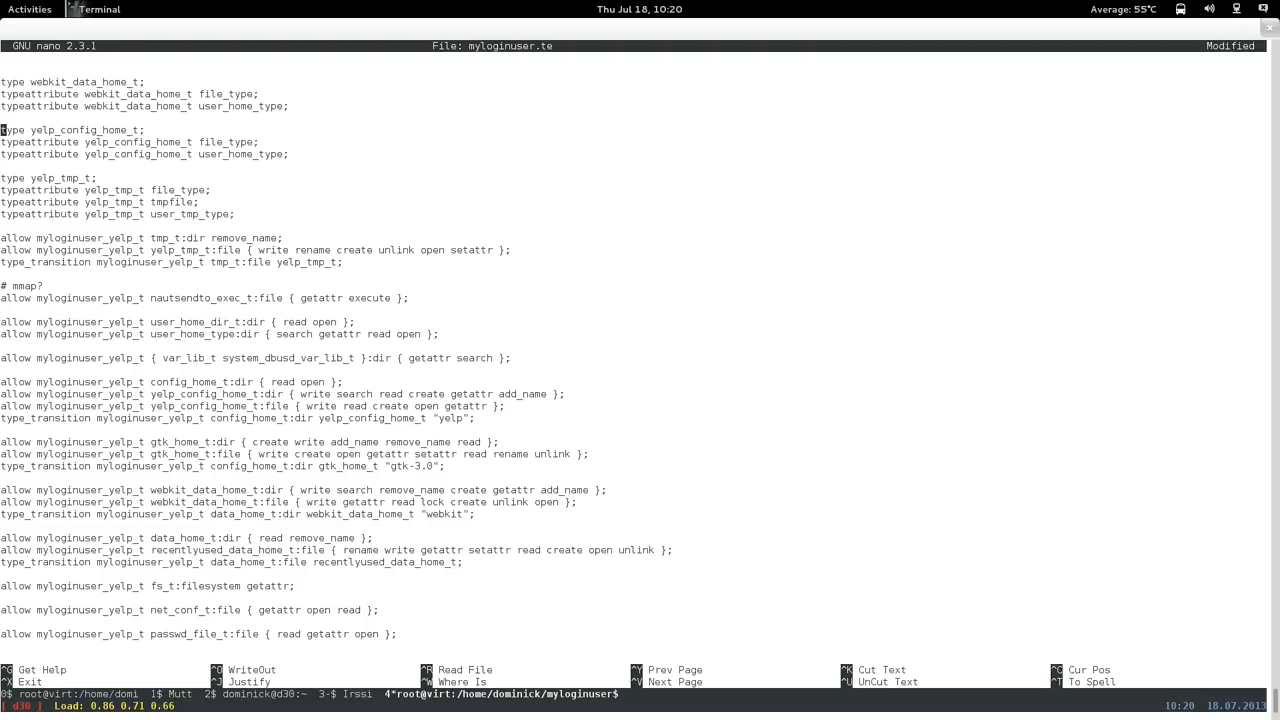 Activities Terminal Thu Jul 18, 10:20 Average: 55°C
GNU nano 2.3.1 File: myloginuser.te Modified
type webkit_data_home_t;
typeattribute webkit_data_home_t file_type;
typeattribute webkit_data_home_t user_home_type;
type yelp_config_home_t;
typeattribute yelp_config_home_t file_type;
typeattribute yelp_config_home_t user_home_type;
type yelp_tmp_t;
typeattribute yelp_tmp_t file_type;
typeattribute yelp_tmp_t tmpfile;
typeattribute yelp_tmp_t user_tmp_type;
allow myloginuser_yelp_t tmp_t:dir remove_name;
allow myloginuser_yelp_t yelp_tmp_t:file { write rename create unlink open setattr };
type_transition myloginuser_yelp_t tmp_t:file yelp_tmp_t;
# mmap?
allow myloginuser_yelp_t nautsendto_exec_t:file { getattr execute };
allow myloginuser_yelp_t user_home_dir_t:dir { read open };
allow myloginuser_yelp_t user_home_type:dir { search getattr read open };
allow myloginuser_yelp_t { var_lib_t system_dbusd_var_lib_t }:dir { getattr search };
allow myloginuser_yelp_t config_home_t:dir { read open };
allow myloginuser_yelp_t yelp_config_home_t:dir { write search read create getattr add_name };
allow myloginuser_yelp_t yelp_config_home_t:file { write read create open getattr };
type_transition myloginuser_yelp_t config_home_t:dir yelp_config_home_t "yelp";
allow myloginuser_yelp_t gtk_home_t:dir { create write add_name remove_name read };
allow myloginuser_yelp_t gtk_home_t:file { write create open getattr setattr read rename unlink };
type_transition myloginuser_yelp_t config_home_t:dir gtk_home_t "gtk-3.0";
allow myloginuser_yelp_t webkit_data_home_t:dir { write search remove_name create getattr add_name };
allow myloginuser_yelp_t webkit_data_home_t:file { write getattr read lock create unlink open };
type_transition myloginuser_yelp_t data_home_t:dir webkit_data_home_t "webkit";
allow myloginuser_yelp_t data_home_t:dir { read remove_name };
allow myloginuser_yelp_t recentlyused_data_home_t:file { rename write getattr setattr read create open unlink };
type_transition myloginuser_yelp_t data_home_t:file recentlyused_data_home_t;
allow myloginuser_yelp_t fs_t:filesystem getattr;
allow myloginuser_yelp_t net_conf_t:file { getattr open read };
allow myloginuser_yelp_t passwd_file_t:file { read getattr open };
^G Get Help ^O WriteOut ^R Read File ^Y Prev Page ^K Cut Text ^C Cur Pos
^X Exit ^J Justify ^W Where Is ^V Next Page ^U UnCut Text ^T To Spell
0$ root@virt:/home/domi 1$ Mutt 2$ dominick@d30:~ 3-$ Irssi 4*root@virt:/home/dominick/myloginuser$
[ d30 ] Load: 0.86 0.71 0.66 10:20 18.07.2013